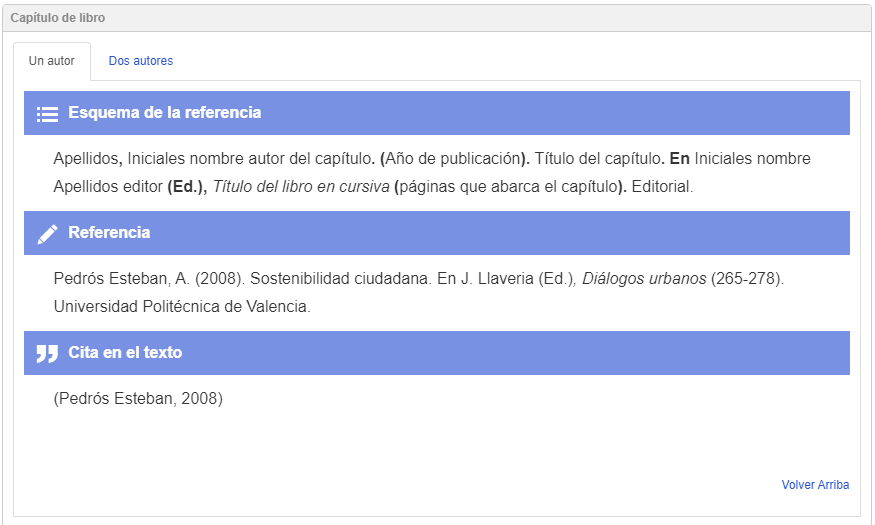 Capítulo de libro
Un autor
Dos autores
Esquema de la referencia
Apellidos, Iniciales nombre autor del capítulo. (Año de publicación). Título del capítulo. En Iniciales nombre
Apellidos editor (Ed.), Título del libro en cursiva (páginas que abarca el capítulo). Editorial.
Referencia
Pedrós Esteban, A. (2008). Sostenibilidad ciudadana. En J. Llaveria (Ed.), Diálogos urbanos (265-278).
Universidad Politécnica de Valencia.
Cita en el texto
(Pedrós Esteban, 2008)
Volver Arriba